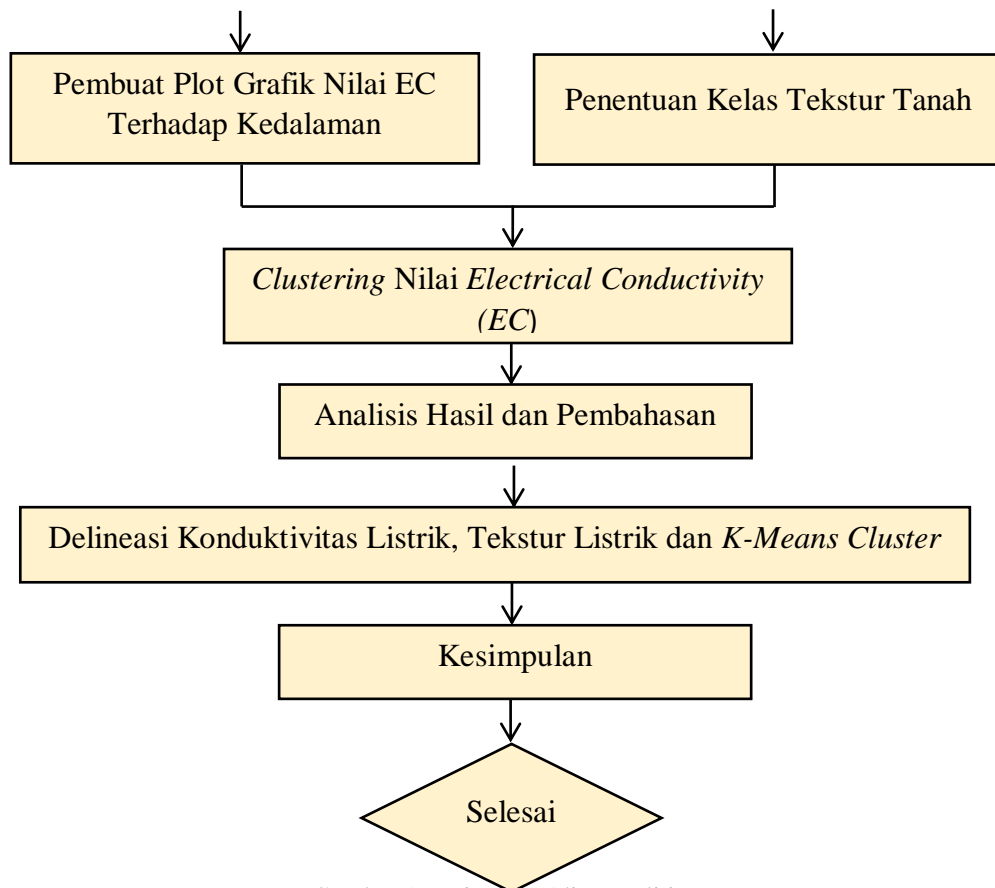 Pembuat Plot Grafik Nilai EC
Terhadap Kedalaman
Penentuan Kelas Tekstur Tanah
Clustering Nilai Electrical Conductivity
(EC)
Analisis Hasil dan Pembahasan
Delineasi Konduktivitas Listrik, Tekstur Listrik dan K-Means Cluster
Kesimpulan
Selesai